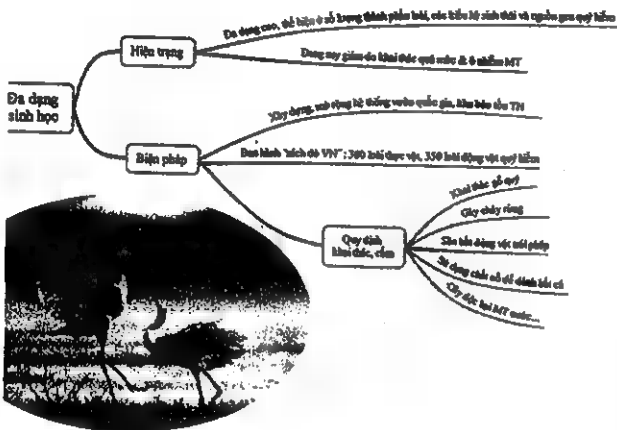 Đa dạng
sinh học
Hiện trạng
Đa dạng cao, thể hiện ở số lượng thành phần loài, các kiểu hệ sinh thái và nguồn gen quý hiếm
Đang suy giảm do khai thác quá mức & ô nhiễm MT
Biện pháp
Xây dựng, mở rộng hệ thống vườn quốc gia, khu bảo tồn TN
Ban hành "sách đỏ VN": 360 loài thực vật, 350 loài động vật quý hiếm
Quy định
khai thác, cấm
Khai thác gỗ quý
Gây cháy rừng
Săn bắt động vật trái phép
Sử dụng chất nổ để đánh bắt cá
Gây độc hại MT nước...